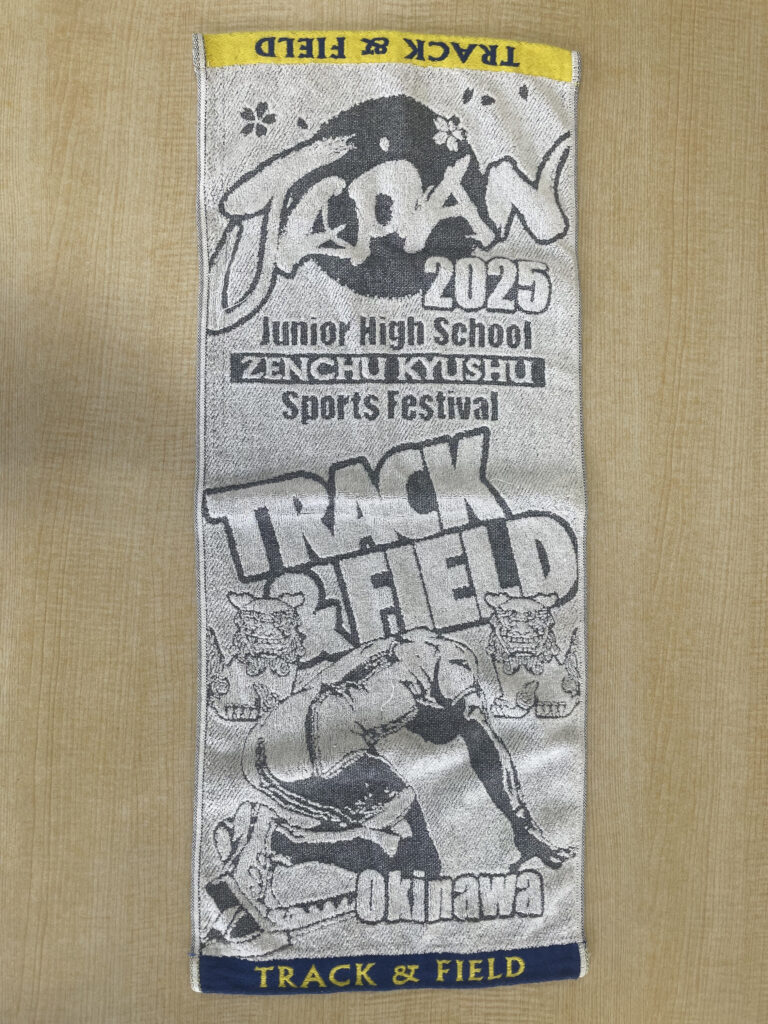 TRACK & FIELD
JAPAN
2025
Junior High School
ZENCHU KYUSHU
Sports Festival
TRACK
& FIELD
Okinawa
TRACK & FIELD